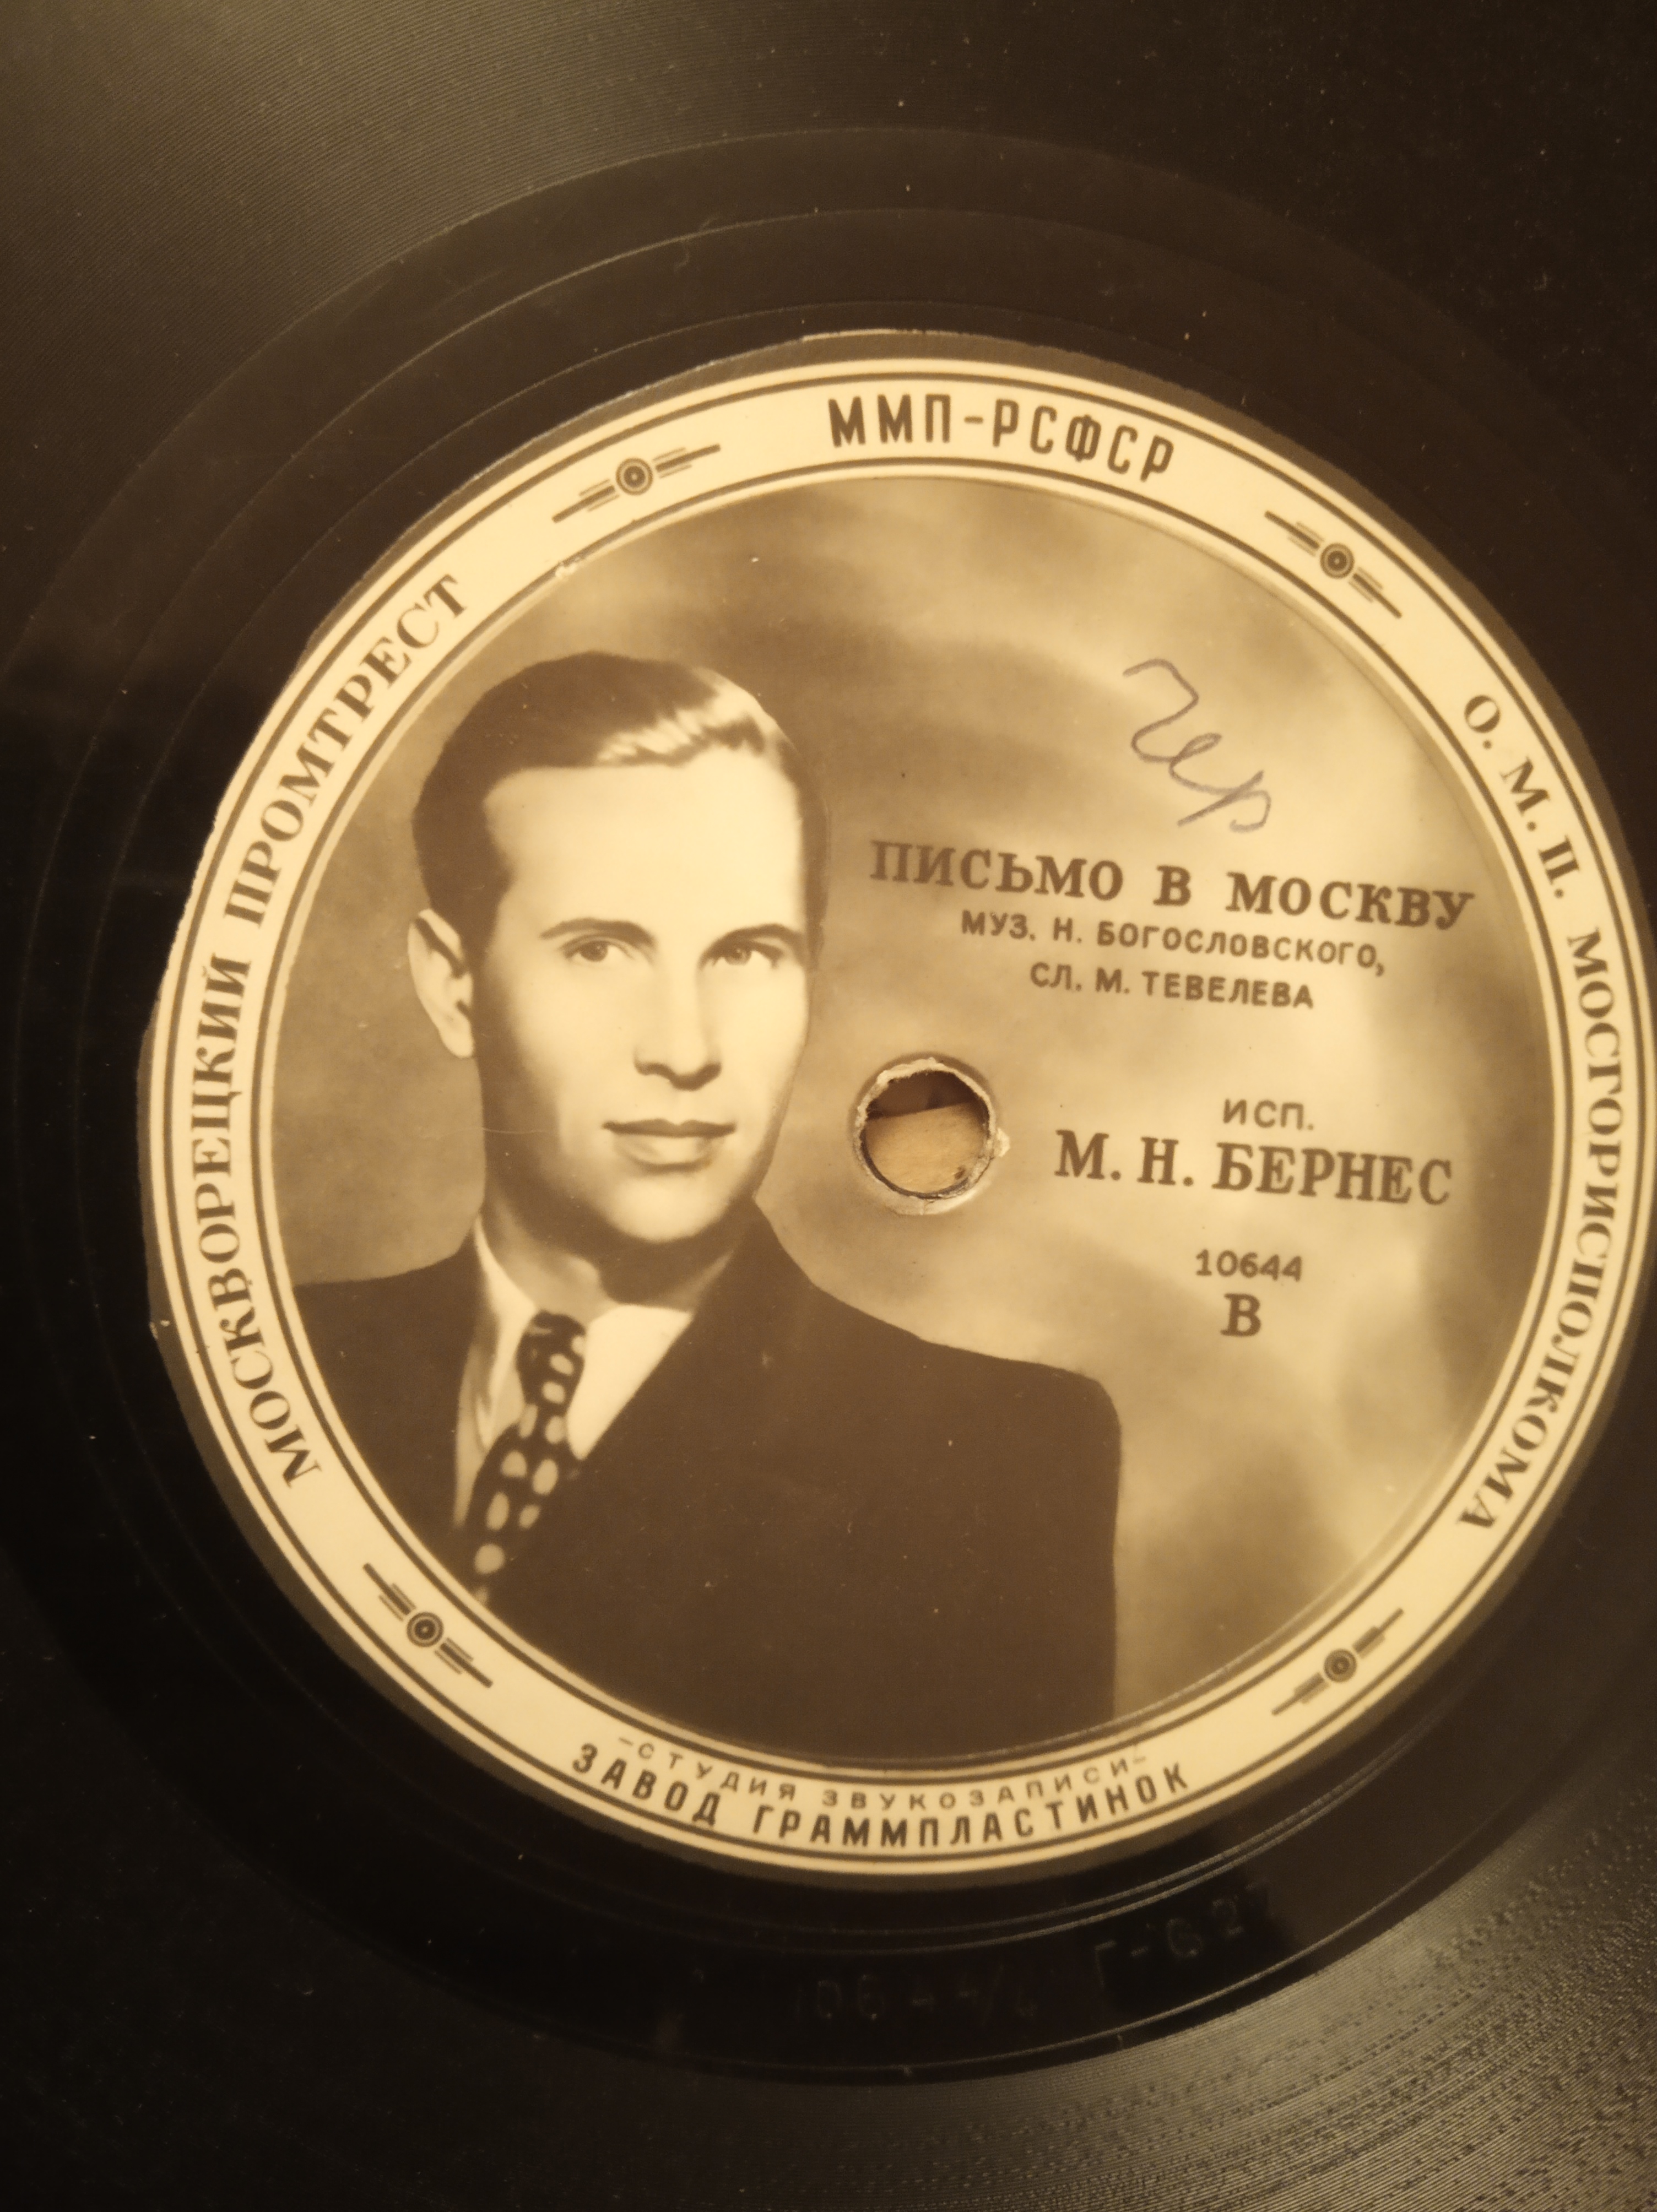 ММП-РСФСР
МОСКВОРЕЦКИЙ ПРОМТРЕСТ
О. М. П. МОСГОРИСПОЛКОМА
ПИСЬМО В МОСКВУ
МУЗ. Н. БОГОСЛОВСКОГО,
СЛ. М. ТЕВЕЛЕВА
ИСП.
М. Н. БЕРНЕС
10644
В
-СТУДИЯ ЗВУКОЗАПИСИ-
ЗАВОД ГРАММПЛАСТИНОК